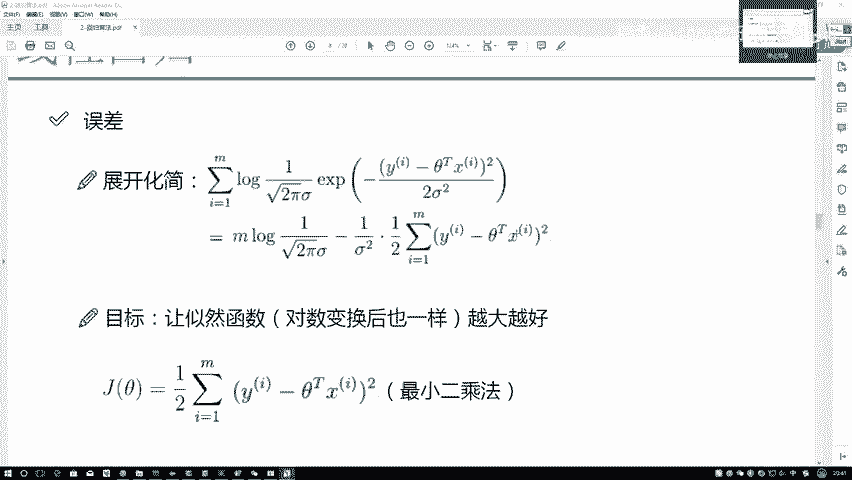 主页 工具 2-回归算法.pdf
误差
展开化简：\sum_{i=1}^{m} \log \frac{1}{\sqrt{2\pi}\sigma} \exp\left(-\frac{(y^{(i)} - \theta^T x^{(i)})^2}{2\sigma^2}\right)
= m \log \frac{1}{\sqrt{2\pi}\sigma} - \frac{1}{\sigma^2} \cdot \frac{1}{2} \sum_{i=1}^{m} (y^{(i)} - \theta^T x^{(i)})^2
目标：让似然函数（对数变换后也一样）越大越好
J(\theta) = \frac{1}{2} \sum_{i=1}^{m} (y^{(i)} - \theta^T x^{(i)})^2（最小二乘法）
20:41